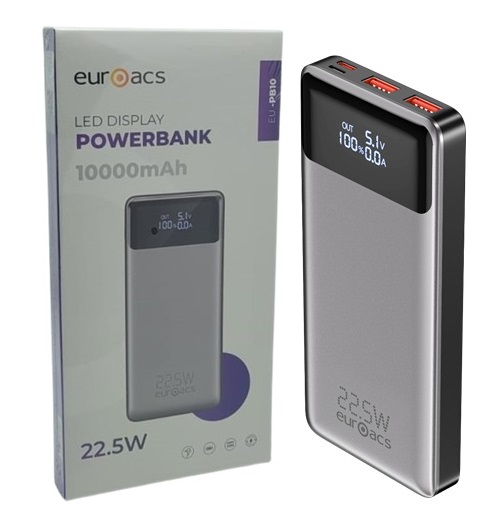 euroacs
LED DISPLAY
POWERBANK
10000mAh
EU-PB10
OUT 5.1V
100% 0.0A
22.5W
euroacs
22.5W
OUT 5.1V
100% 0.0A
22.5W
euroacs